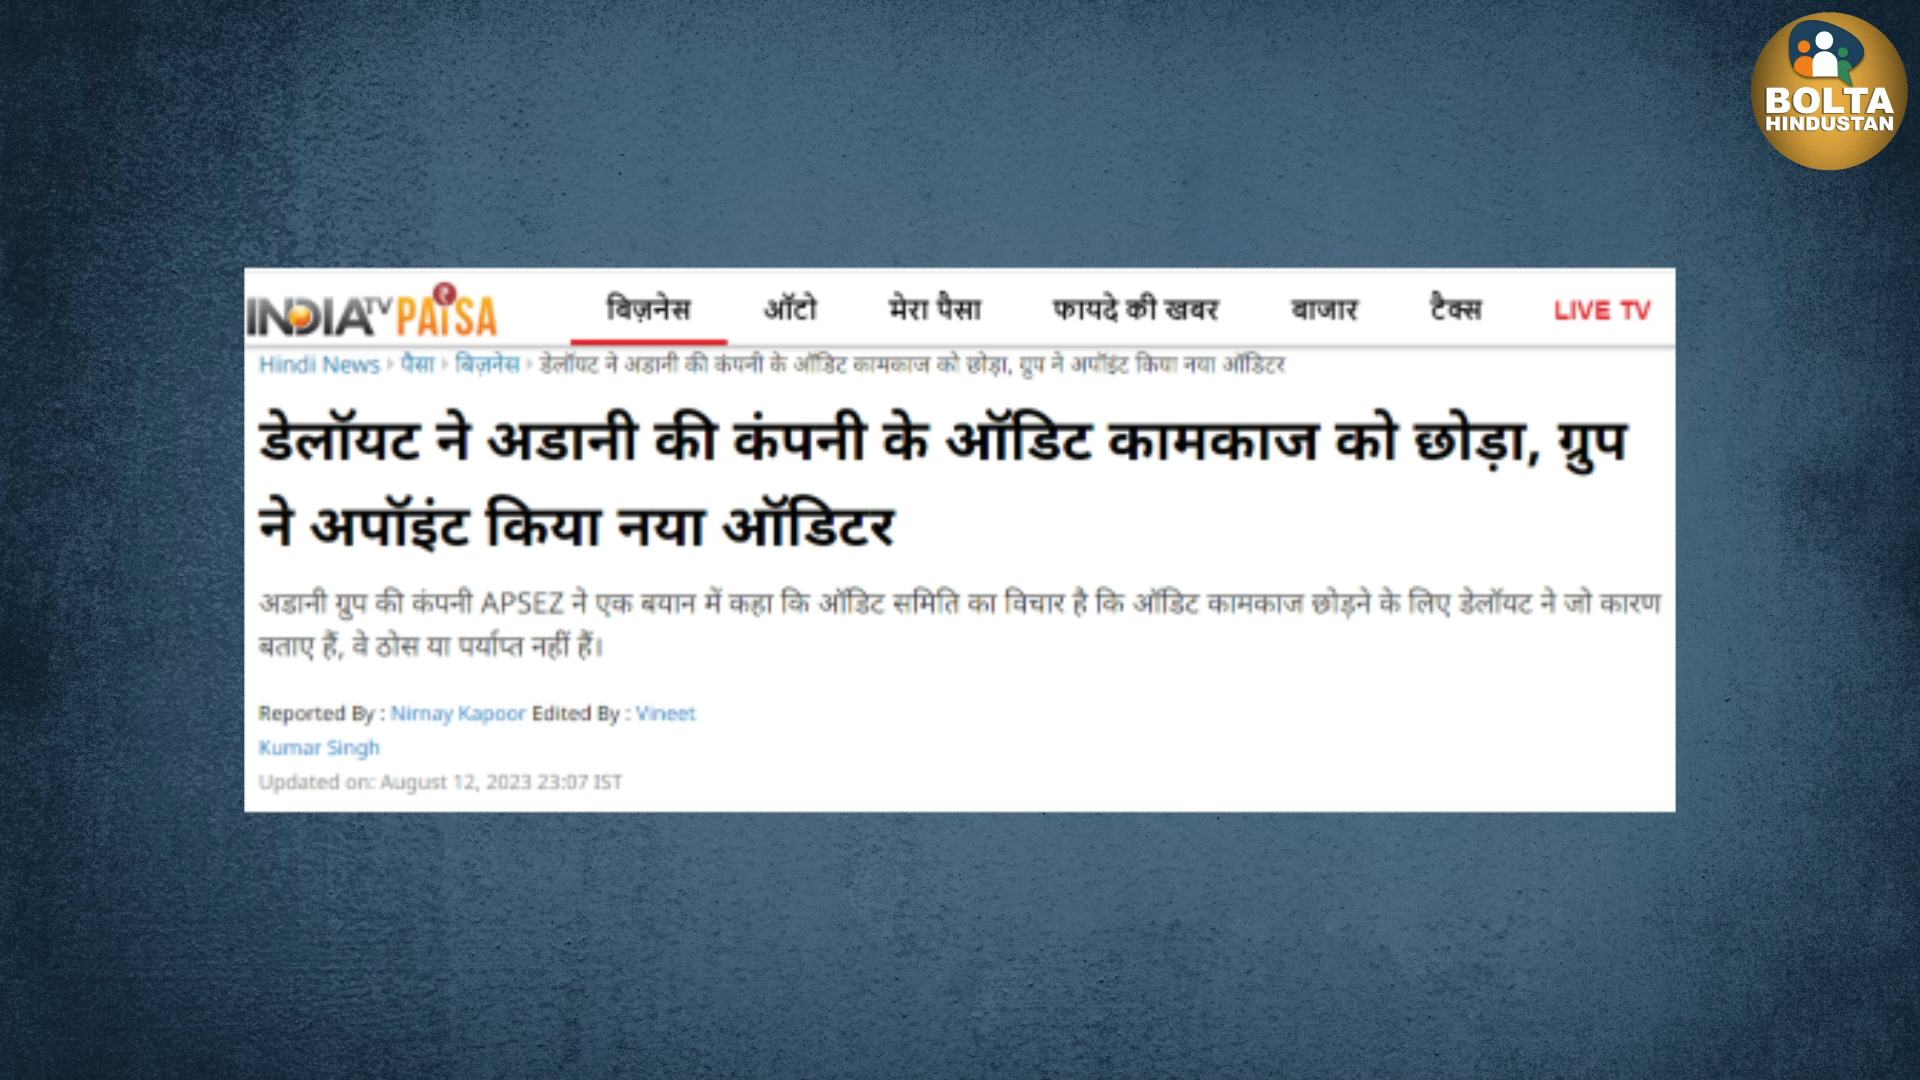 BOLTA
HINDUSTAN
INDIA TV PAISA
बिज़नेस ऑटो मेरा पैसा फायदे की खबर बाजार टैक्स LIVE TV
Hindi News › पैसा › बिज़नेस › डेलॉयट ने अडानी की कंपनी के ऑडिट कामकाज को छोड़ा, ग्रुप ने अपॉइंट किया नया ऑडिटर
डेलॉयट ने अडानी की कंपनी के ऑडिट कामकाज को छोड़ा, ग्रुप
ने अपॉइंट किया नया ऑडिटर
अडानी ग्रुप की कंपनी APSEZ ने एक बयान में कहा कि ऑडिट समिति का विचार है कि ऑडिट कामकाज छोड़ने के लिए डेलॉयट ने जो कारण
बताए हैं, वे ठोस या पर्याप्त नहीं हैं।
Reported By : Nirnay Kapoor Edited By : Vineet
Kumar Singh
Updated on: August 12, 2023 23:07 IST